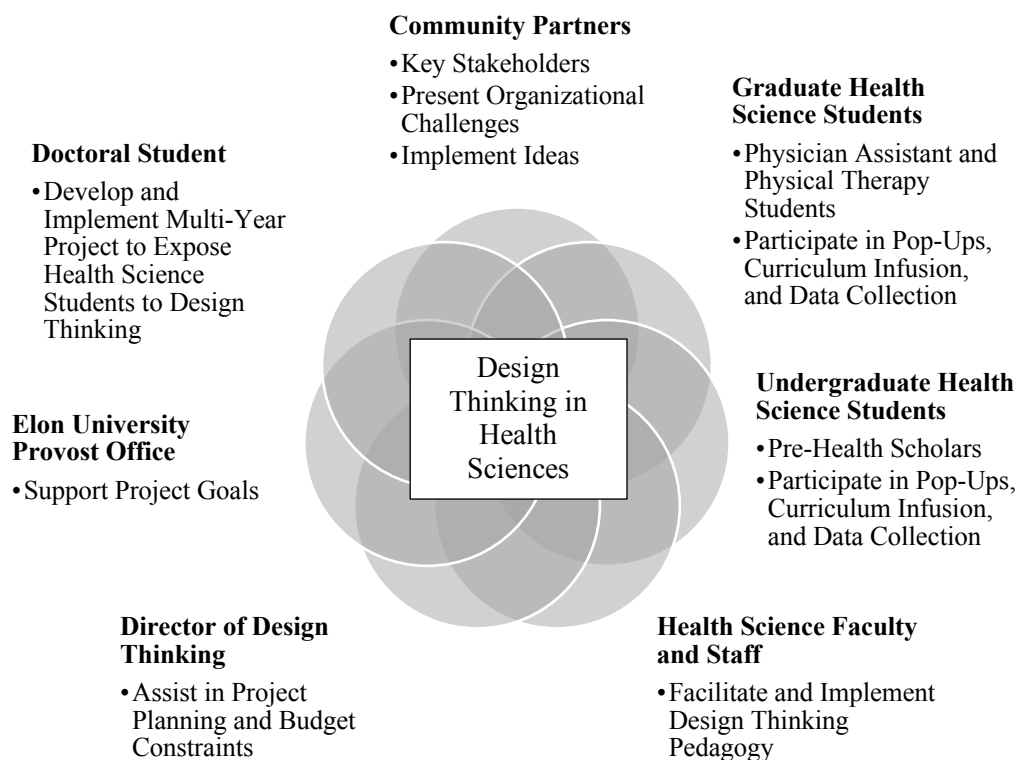 Community Partners
•Key Stakeholders
•Present Organizational
Challenges
•Implement Ideas
Graduate Health
Science Students
•Physician Assistant and
Physical Therapy
Students
•Participate in Pop-Ups,
Curriculum Infusion,
and Data Collection
Undergraduate Health
Science Students
•Pre-Health Scholars
•Participate in Pop-Ups,
Curriculum Infusion,
and Data Collection
Health Science Faculty
and Staff
•Facilitate and Implement
Design Thinking
Pedagogy
Director of Design
Thinking
•Assist in Project
Planning and Budget
Constraints
Elon University
Provost Office
•Support Project Goals
Doctoral Student
•Develop and
Implement Multi-Year
Project to Expose
Health Science
Students to Design
Thinking
Design
Thinking in
Health
Sciences